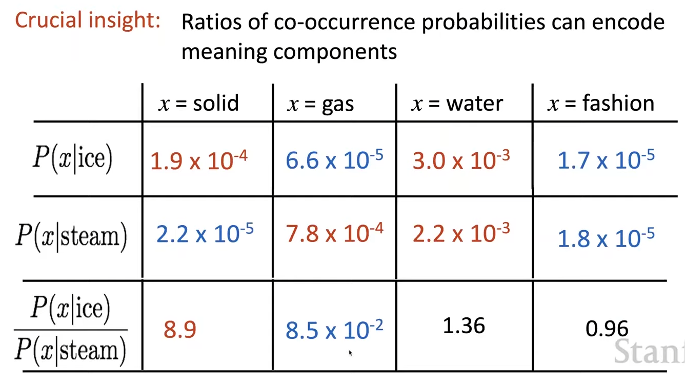 Crucial insight: Ratios of co-occurrence probabilities can encode
meaning components
x = solid x = gas x = water x = fashion
P(x|ice) 1.9 x 10⁻⁴ 6.6 x 10⁻⁵ 3.0 x 10⁻³ 1.7 x 10⁻⁵
P(x|steam) 2.2 x 10⁻⁵ 7.8 x 10⁻⁴ 2.2 x 10⁻³ 1.8 x 10⁻⁵
P(x|ice)
P(x|steam)
8.9 8.5 x 10⁻² 1.36 0.96
Stanf